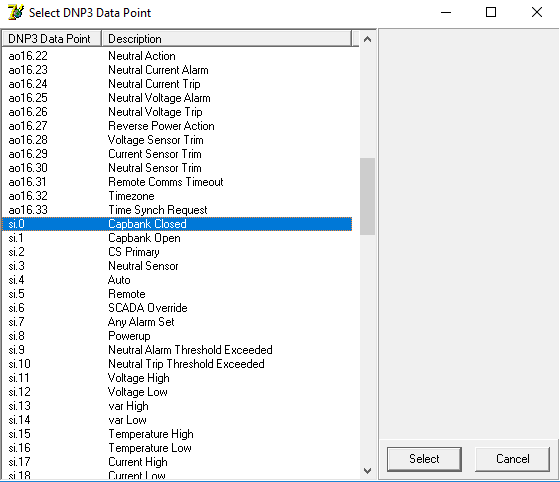 Select DNP3 Data Point
DNP3 Data Point Description
ao16.22 Neutral Action
ao16.23 Neutral Current Alarm
ao16.24 Neutral Current Trip
ao16.25 Neutral Voltage Alarm
ao16.26 Neutral Voltage Trip
ao16.27 Reverse Power Action
ao16.28 Voltage Sensor Trim
ao16.29 Current Sensor Trim
ao16.30 Neutral Sensor Trim
ao16.31 Remote Comms Timeout
ao16.32 Timezone
ao16.33 Time Synch Request
si.0 Capbank Closed
si.1 Capbank Open
si.2 CS Primary
si.3 Neutral Sensor
si.4 Auto
si.5 Remote
si.6 SCADA Override
si.7 Any Alarm Set
si.8 Powerup
si.9 Neutral Alarm Threshold Exceeded
si.10 Neutral Trip Threshold Exceeded
si.11 Voltage High
si.12 Voltage Low
si.13 var High
si.14 var Low
si.15 Temperature High
si.16 Temperature Low
si.17 Current High
si.18 Current Low
Select Cancel